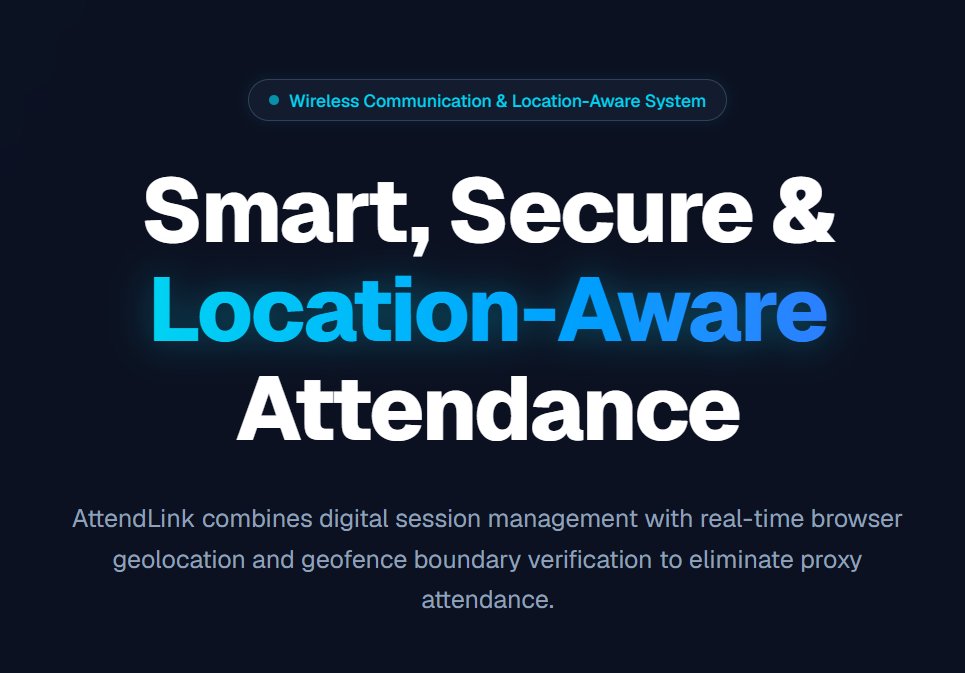 Wireless Communication & Location-Aware System
Smart, Secure &
Location-Aware
Attendance
AttendLink combines digital session management with real-time browser
geolocation and geofence boundary verification to eliminate proxy
attendance.